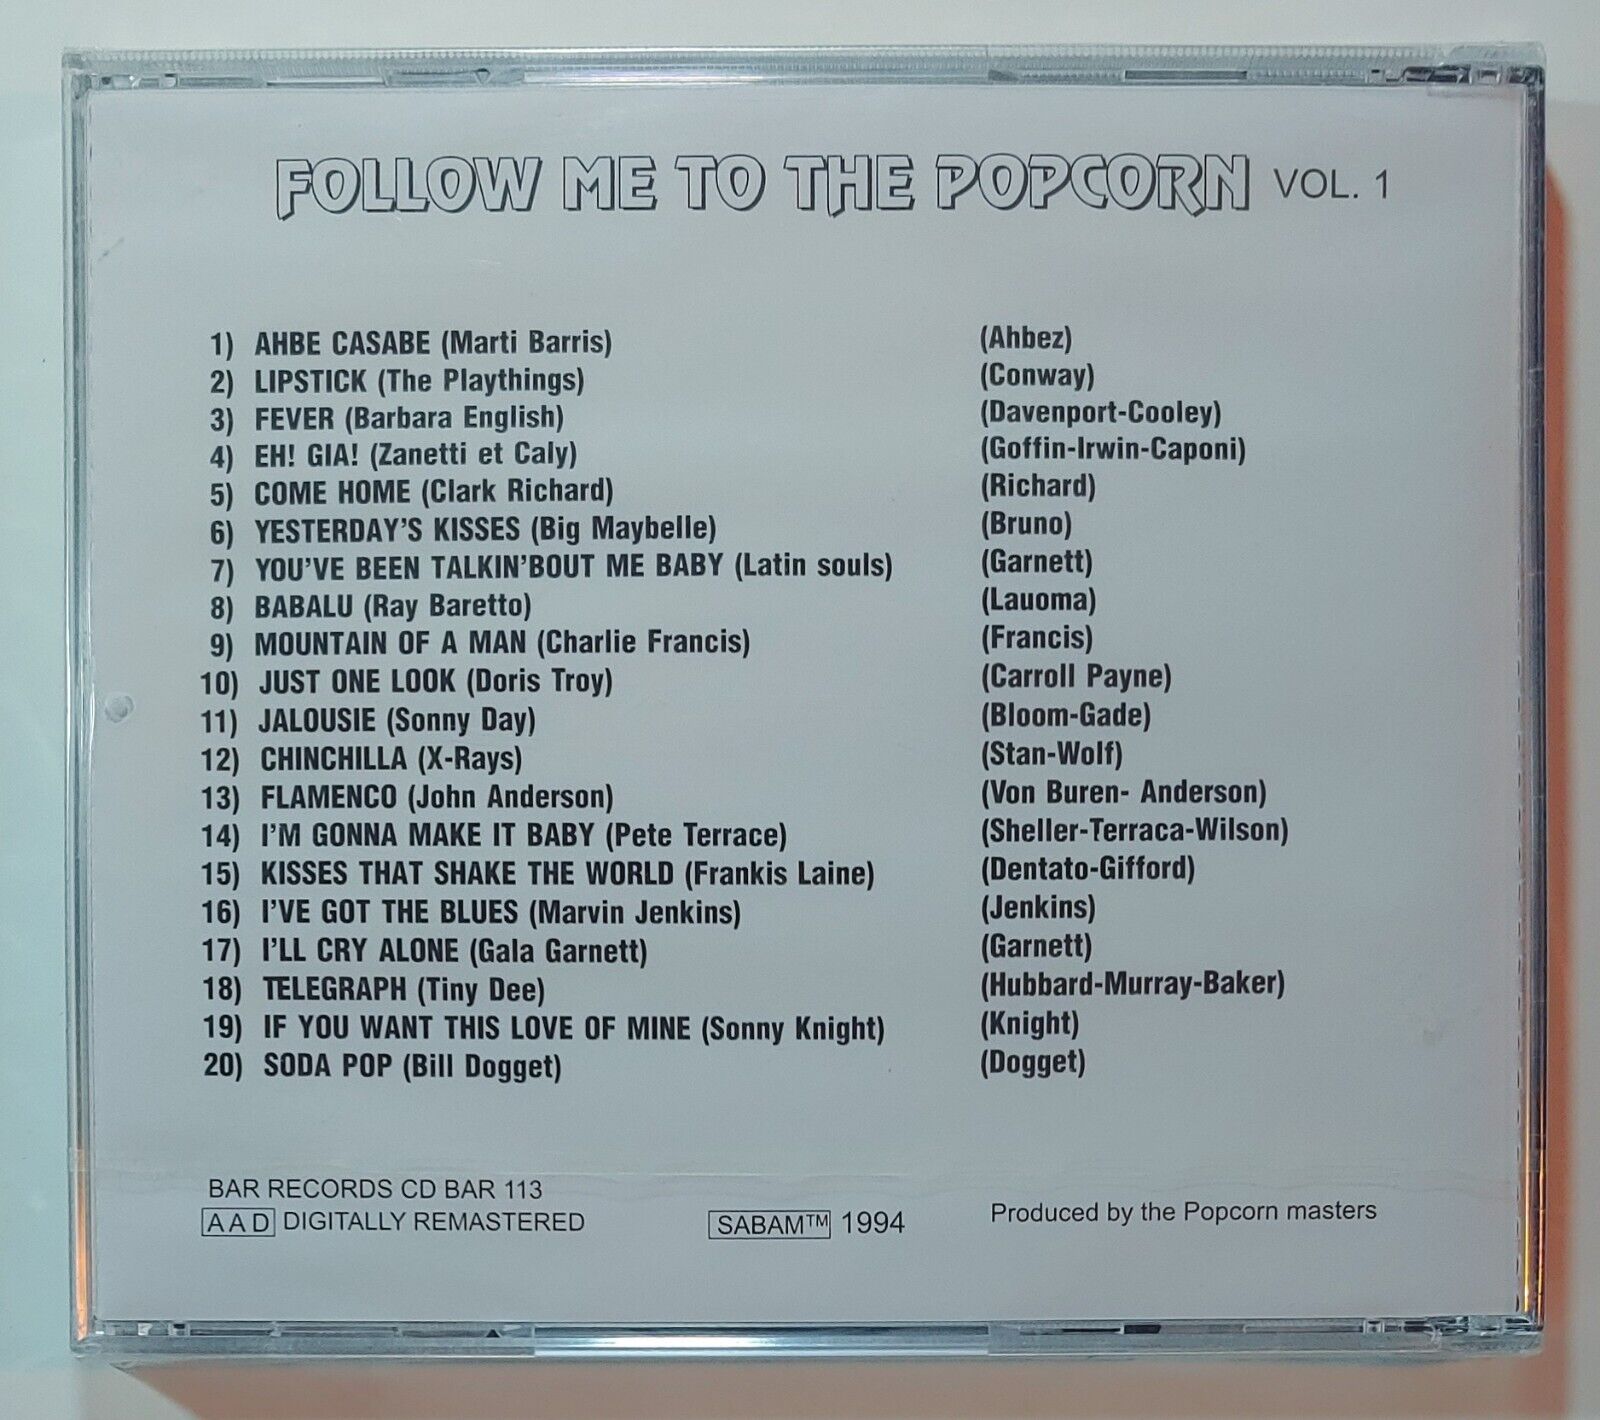 FOLLOW ME TO THE POPCORN VOL. 1
1) AHBE CASABE (Marti Barris) (Ahbez)
2) LIPSTICK (The Playthings) (Conway)
3) FEVER (Barbara English) (Davenport-Cooley)
4) EH! GIA! (Zanetti et Caly) (Goffin-Irwin-Caponi)
5) COME HOME (Clark Richard) (Richard)
6) YESTERDAY'S KISSES (Big Maybelle) (Bruno)
7) YOU'VE BEEN TALKIN'BOUT ME BABY (Latin souls) (Garnett)
8) BABALU (Ray Baretto) (Lauoma)
9) MOUNTAIN OF A MAN (Charlie Francis) (Francis)
10) JUST ONE LOOK (Doris Troy) (Carroll Payne)
11) JALOUSIE (Sonny Day) (Bloom-Gade)
12) CHINCHILLA (X-Rays) (Stan-Wolf)
13) FLAMENCO (John Anderson) (Von Buren- Anderson)
14) I'M GONNA MAKE IT BABY (Pete Terrace) (Sheller-Terraca-Wilson)
15) KISSES THAT SHAKE THE WORLD (Frankis Laine) (Dentato-Gifford)
16) I'VE GOT THE BLUES (Marvin Jenkins) (Jenkins)
17) I'LL CRY ALONE (Gala Garnett) (Garnett)
18) TELEGRAPH (Tiny Dee) (Hubbard-Murray-Baker)
19) IF YOU WANT THIS LOVE OF MINE (Sonny Knight) (Knight)
20) SODA POP (Bill Dogget) (Dogget)
BAR RECORDS CD BAR 113
AAD DIGITALLY REMASTERED SABAM™ 1994 Produced by the Popcorn masters